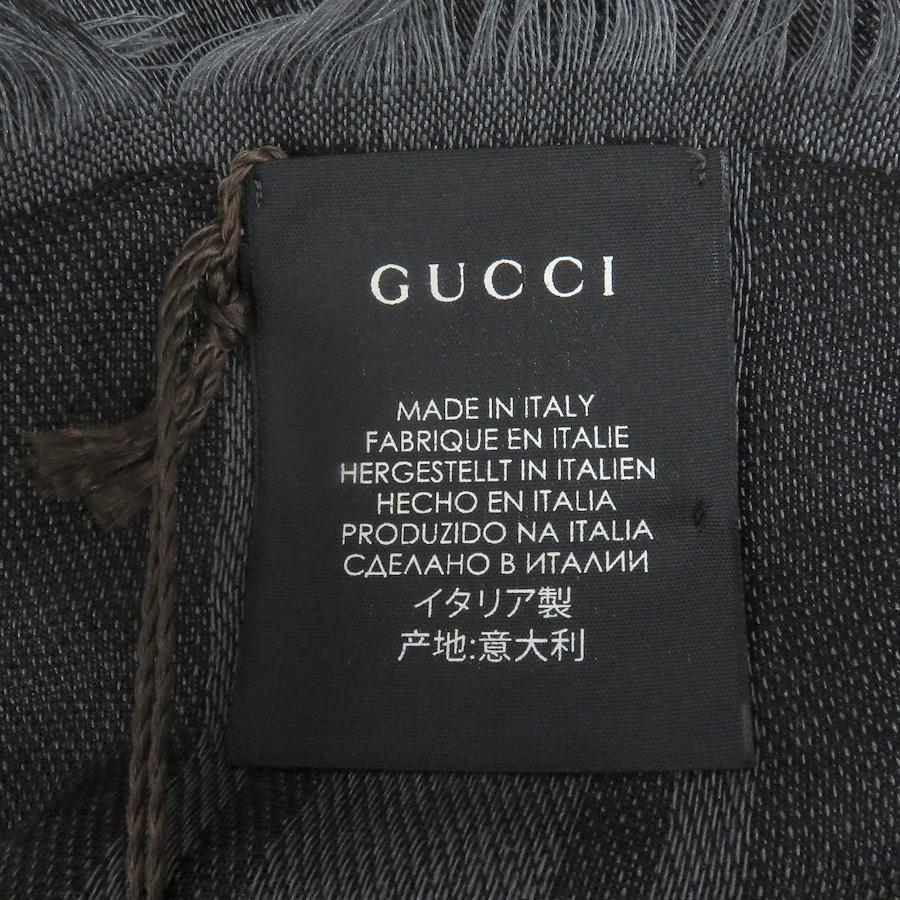 GUCCI
MADE IN ITALY
FABRIQUE EN ITALIE
HERGESTELLT IN ITALIEN
HECHO EN ITALIA
PRODUZIDO NA ITALIA
СДЕЛАНО В ИТАЛИИ
イタリア製
产地:意大利